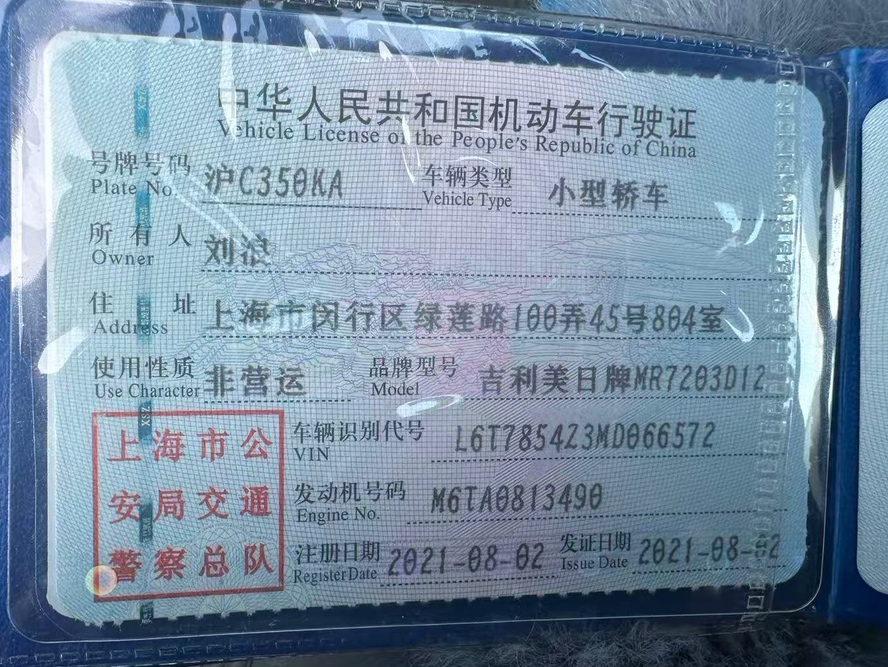 中华人民共和国机动车行驶证
Vehicle License of the People's Republic of China
号牌号码 沪C350KA 车辆类型 小型轿车
Plate No. Vehicle Type
所有人 刘浪
Owner
住址 上海市闵行区绿莲路100弄45号804室
Address
使用性质 非营运 品牌型号 吉利美日牌MR7203D12
Use Character Model
上海市公安局交通警察总队
车辆识别代号 L6T7854Z3MD066572
VIN
发动机号码 M6TA0813490
Engine No.
注册日期 2021-08-02 发证日期 2021-08-
Register Date Issue Date